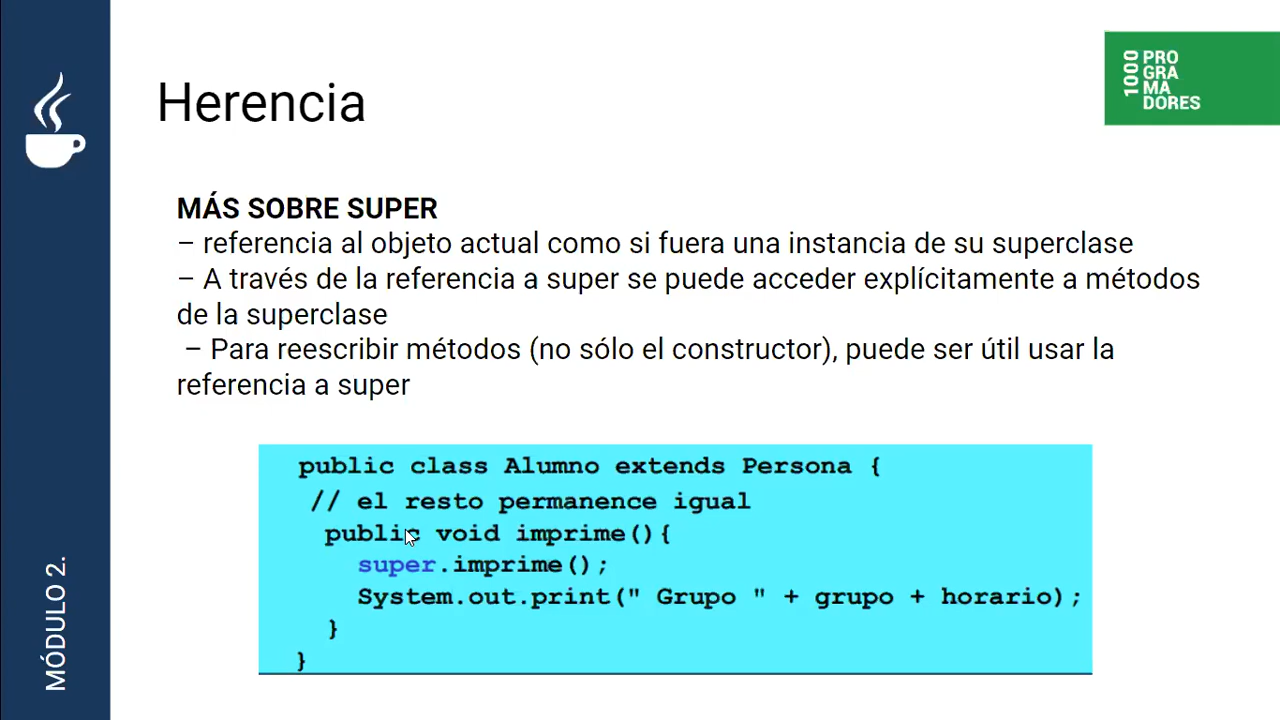 Herencia
1000
PRO
GRA
MA
DORES
MÁS SOBRE SUPER
– referencia al objeto actual como si fuera una instancia de su superclase
– A través de la referencia a super se puede acceder explícitamente a métodos
de la superclase
– Para reescribir métodos (no sólo el constructor), puede ser útil usar la
referencia a super
public class Alumno extends Persona {
// el resto permanence igual
public void imprime(){
super.imprime();
System.out.print(" Grupo " + grupo + horario);
}
}
MÓDULO 2.